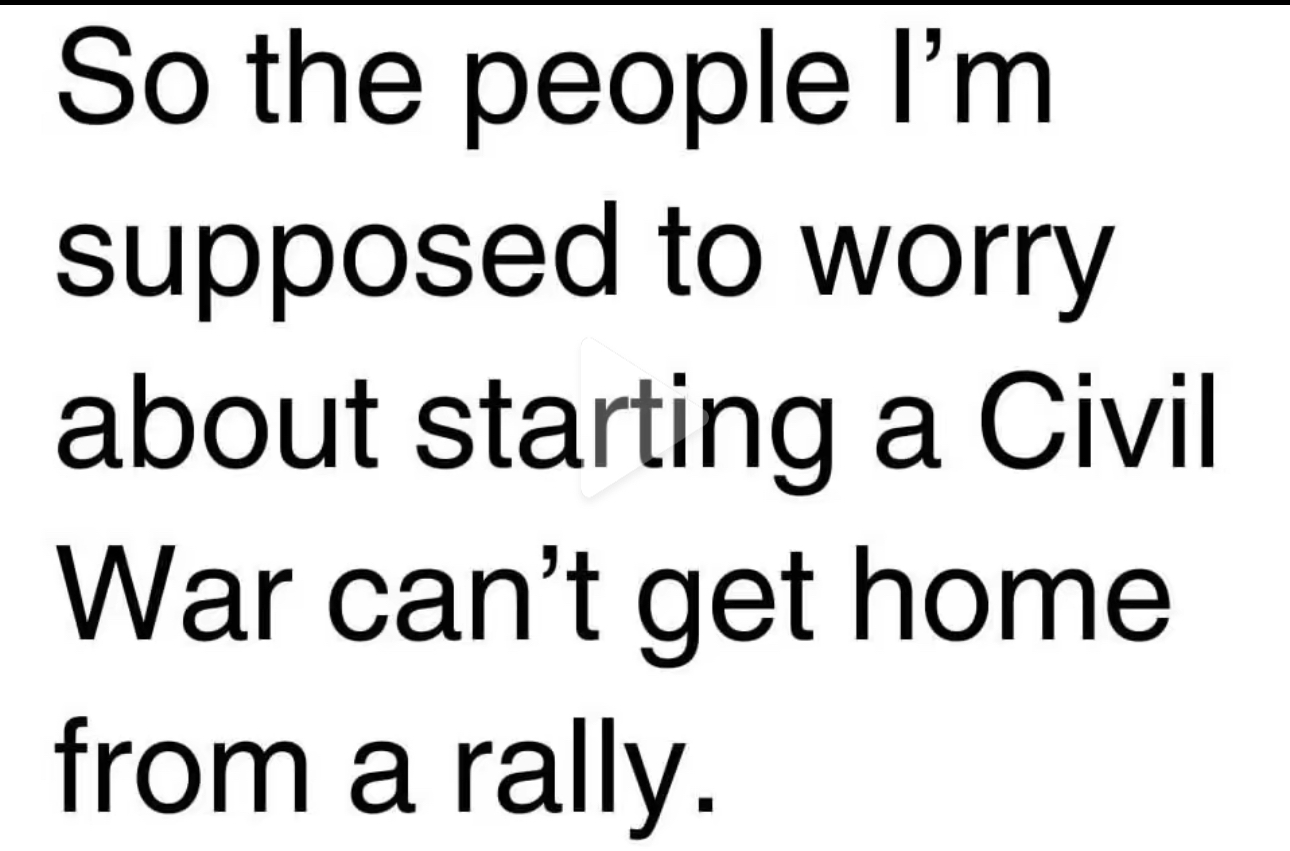 So the people I’m
supposed to worry
about starting a Civil
War can’t get home
from a rally.